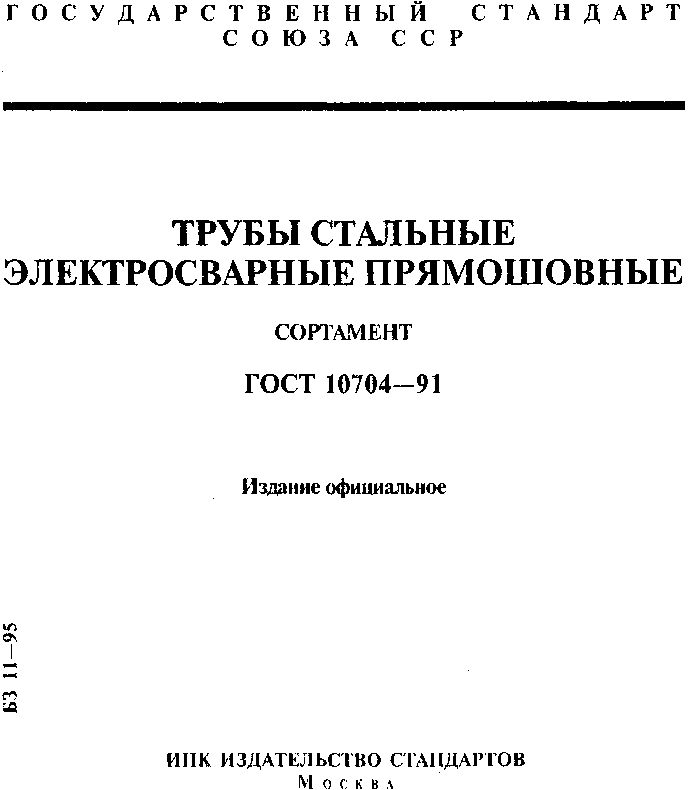 ГОСУДАРСТВЕННЫЙ СТАНДАРТ
СОЮЗА ССР
ТРУБЫ СТАЛЬНЫЕ
ЭЛЕКТРОСВАРНЫЕ ПРЯМОШОВНЫЕ
СОРТАМЕНТ
ГОСТ 10704—91
Издание официальное
БЗ 11—95
ИПК ИЗДАТЕЛЬСТВО СТАНДАРТОВ
Москва